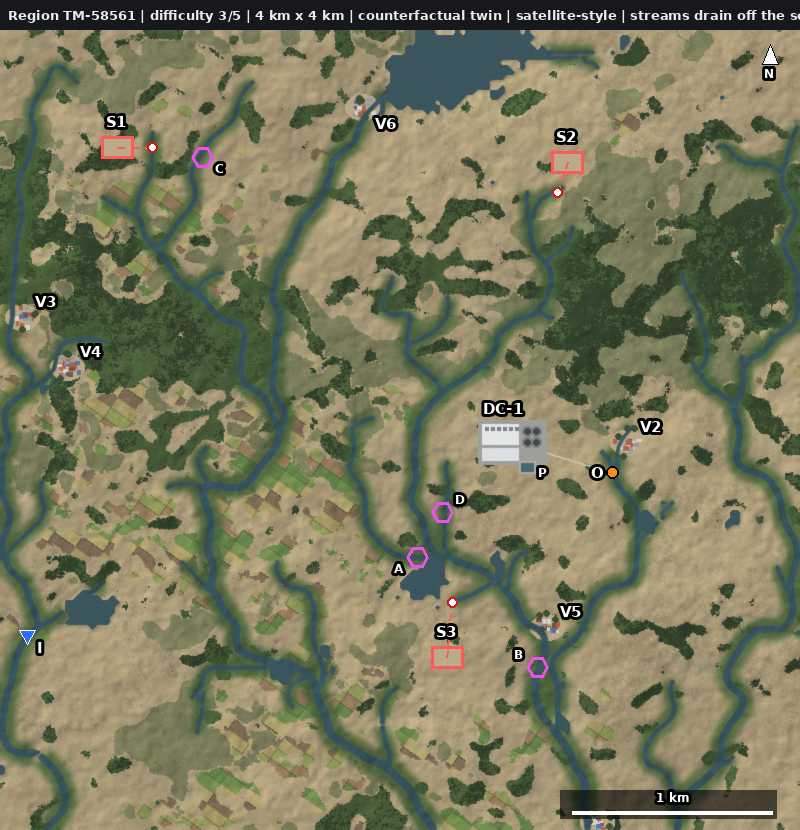 Region TM-58561 | difficulty 3/5 | 4 km x 4 km | counterfactual twin | satellite-style | streams drain off the
N
S1
V6
S2
C
V3
V4
DC-1
V2
P
O
D
A
V5
S3
B
I
1 km